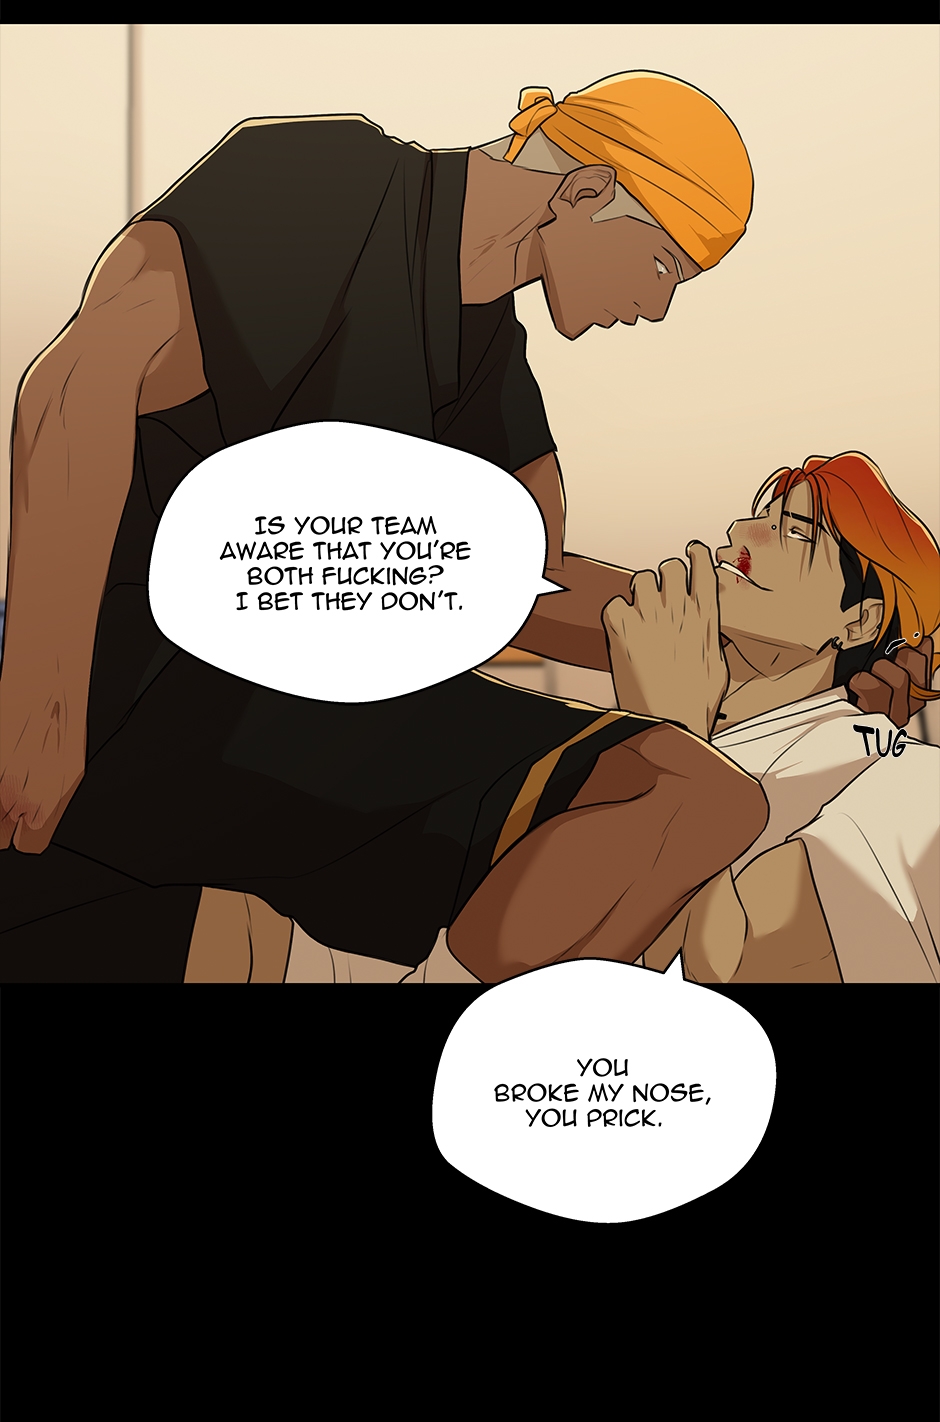 IS YOUR TEAM
AWARE THAT YOU'RE
BOTH FUCKING?
I BET THEY DON'T.
TUG
YOU
BROKE MY NOSE,
YOU PRICK.